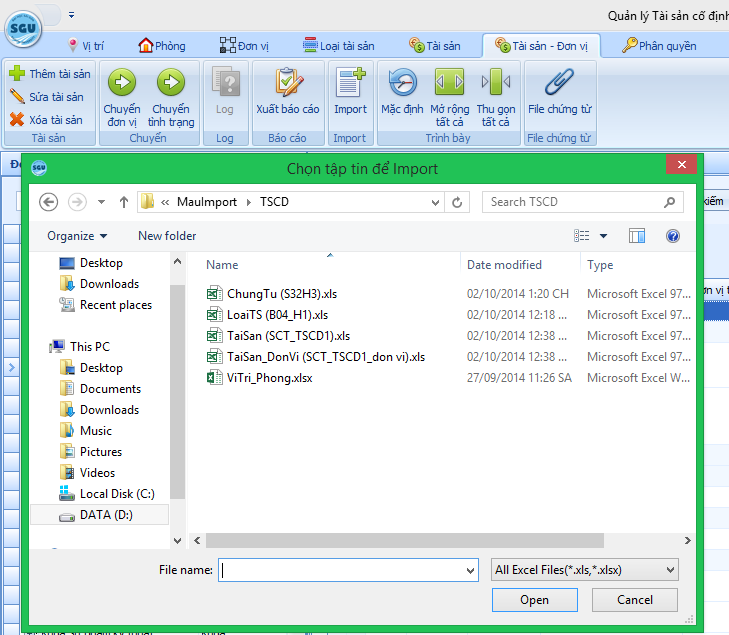 SGU
Quản lý Tài sản cố định
Vị trí
Phòng
Đơn vị
Loại tài sản
Tài sản
Tài sản - Đơn vị
Phân quyền
Thêm tài sản
Sửa tài sản
Xóa tài sản
Tài sản
Chuyển đơn vị
Chuyển tình trạng
Chuyển
Log
Log
Xuất báo cáo
Báo cáo
Import
Import
Mặc định
Mở rộng tất cả
Thu gọn tất cả
Trình bày
File chứng từ
File chứng từ
SGU
Chọn tập tin để Import
kiếm
MauImport
TSCD
Search TSCD
Organize
New folder
Desktop
Downloads
Recent places
This PC
Desktop
Documents
Downloads
Music
Pictures
Videos
Local Disk (C:)
DATA (D:)
Name
Date modified
Type
ChungTu (S32H3).xls
02/10/2014 1:20 CH
Microsoft Excel 97...
LoaiTS (B04_H1).xls
02/10/2014 12:18 ...
Microsoft Excel 97...
TaiSan (SCT_TSCD1).xls
02/10/2014 12:38 ...
Microsoft Excel 97...
TaiSan_DonVi (SCT_TSCD1_don vi).xls
02/10/2014 12:38 ...
Microsoft Excel 97...
ViTri_Phong.xlsx
27/09/2014 11:26 SA
Microsoft Excel W...
File name:
All Excel Files(*.xls,*.xlsx)
Open
Cancel